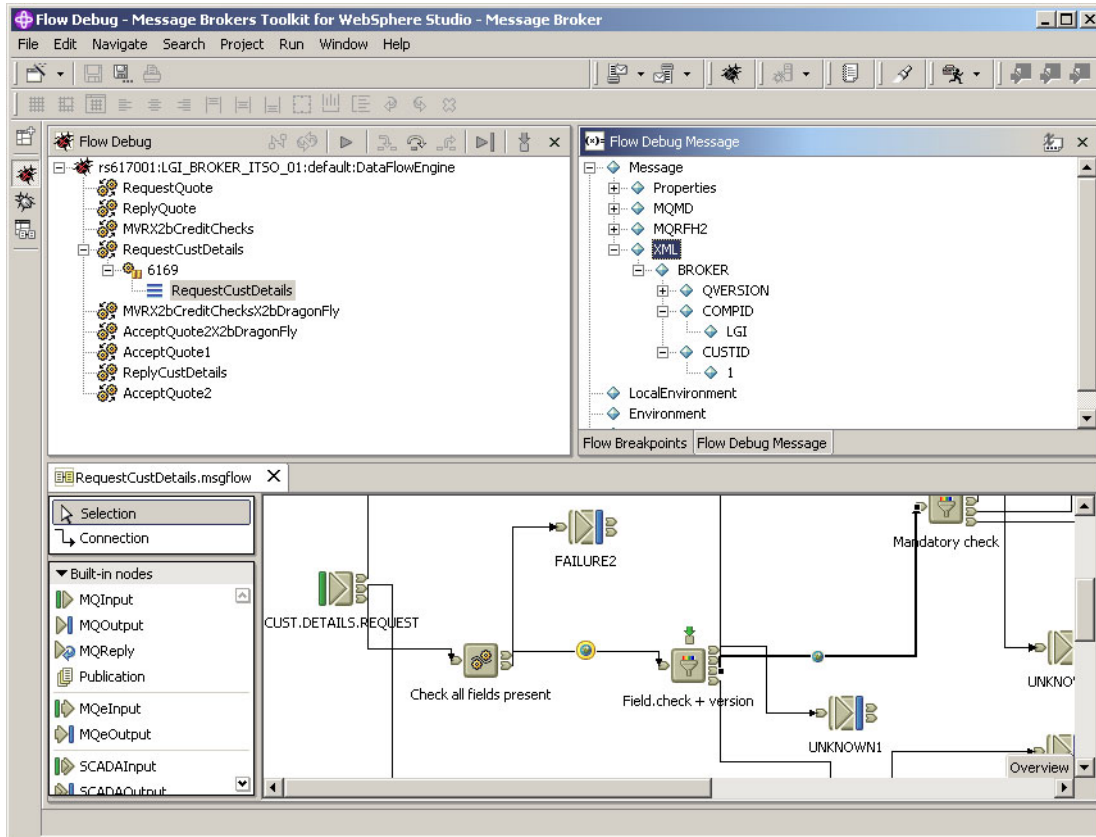 Flow Debug - Message Brokers Toolkit for WebSphere Studio - Message Broker
File Edit Navigate Search Project Run Window Help
Flow Debug
rs617001:LGI_BROKER_ITSO_01:default:DataFlowEngine
RequestQuote
ReplyQuote
MVRX2bCreditChecks
RequestCustDetails
6169
RequestCustDetails
MVRX2bCreditChecksX2bDragonFly
AcceptQuote2X2bDragonFly
AcceptQuote1
ReplyCustDetails
AcceptQuote2
Flow Debug Message
Message
Properties
MQMD
MQRFH2
XML
BROKER
QVERSION
COMPID
LGI
CUSTID
1
LocalEnvironment
Environment
Flow Breakpoints Flow Debug Message
RequestCustDetails.msgflow
Selection
Connection
Built-in nodes
MQInput
MQOutput
MQReply
Publication
MQeInput
MQeOutput
SCADAInput
SCADAOutput
Mandatory check
FAILURE2
CUST.DETAILS.REQUEST
Check all fields present
Field.check + version
UNKNO
UNKNOWN1
Overview